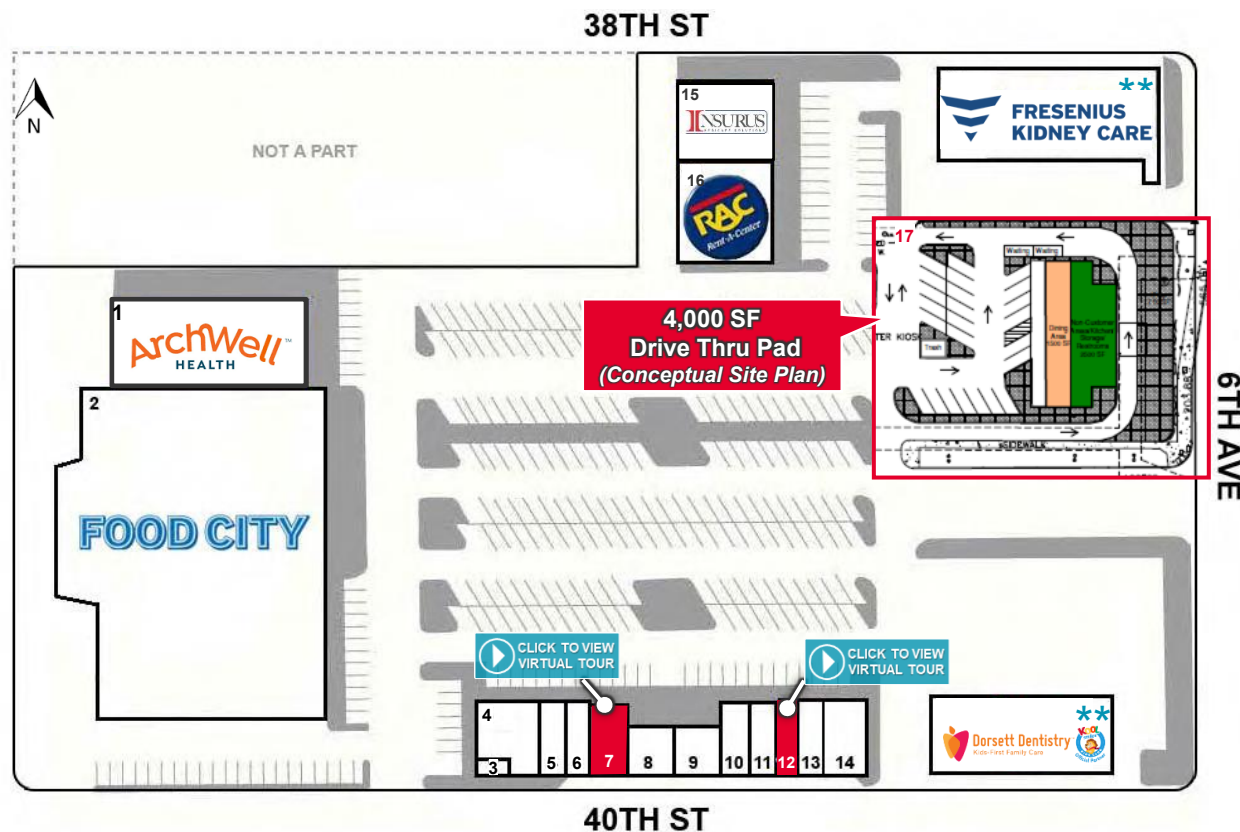 38TH ST
N
NOT A PART
15
INSURUS
16
RAC
Rent-A-Center
**
FRESENIUS
KIDNEY CARE
17
Waiting Waiting
Dining
Area
Trash
SIDEWALK
4,000 SF
Drive Thru Pad
(Conceptual Site Plan)
6TH AVE
1
ArchWell™
HEALTH
2
FOOD CITY
CLICK TO VIEW
VIRTUAL TOUR
CLICK TO VIEW
VIRTUAL TOUR
4
3
5
6
7
8
9
10
11
12
13
14
**
Dorsett Dentistry
Kids-First Family Care
40TH ST